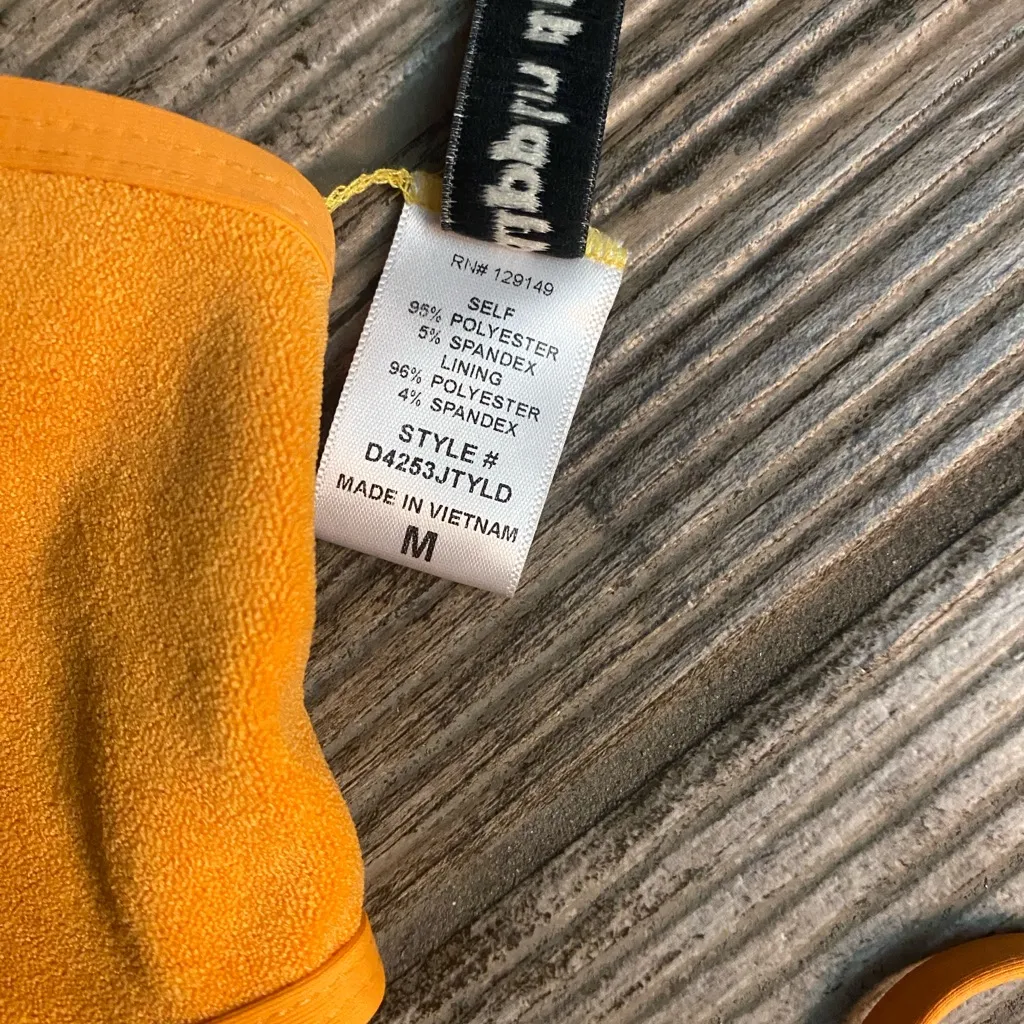 RN# 129149
SELF
95% POLYESTER
5% SPANDEX
LINING
96% POLYESTER
4% SPANDEX
STYLE #
D4253JTYLD
MADE IN VIETNAM
M